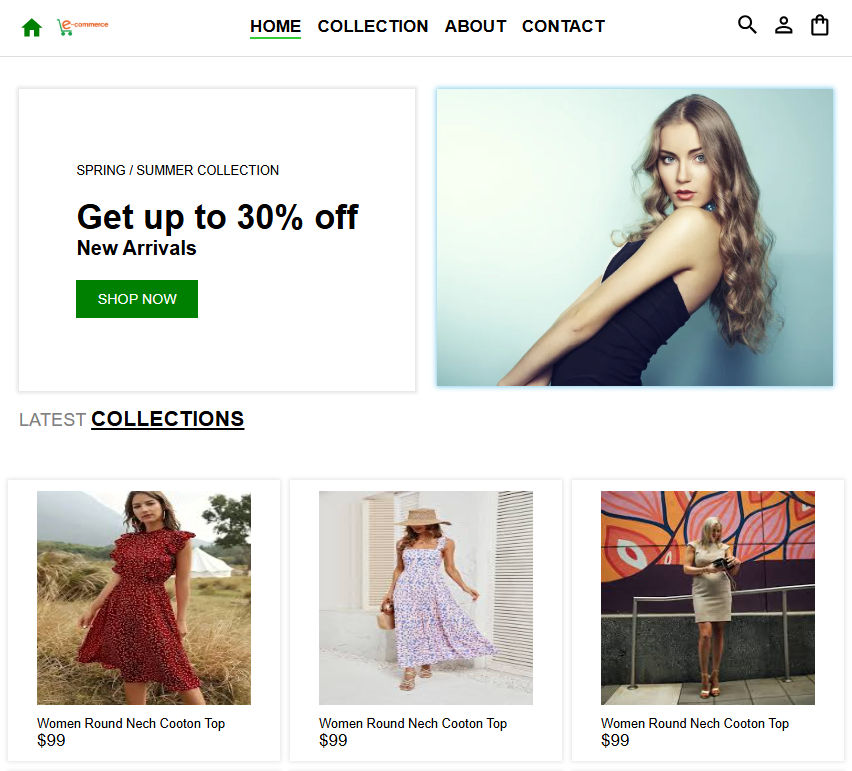 e-commerce
HOME COLLECTION ABOUT CONTACT
SPRING / SUMMER COLLECTION
Get up to 30% off
New Arrivals
SHOP NOW
LATEST COLLECTIONS
Women Round Nech Cooton Top Women Round Nech Cooton Top Women Round Nech Cooton Top
$99 $99 $99